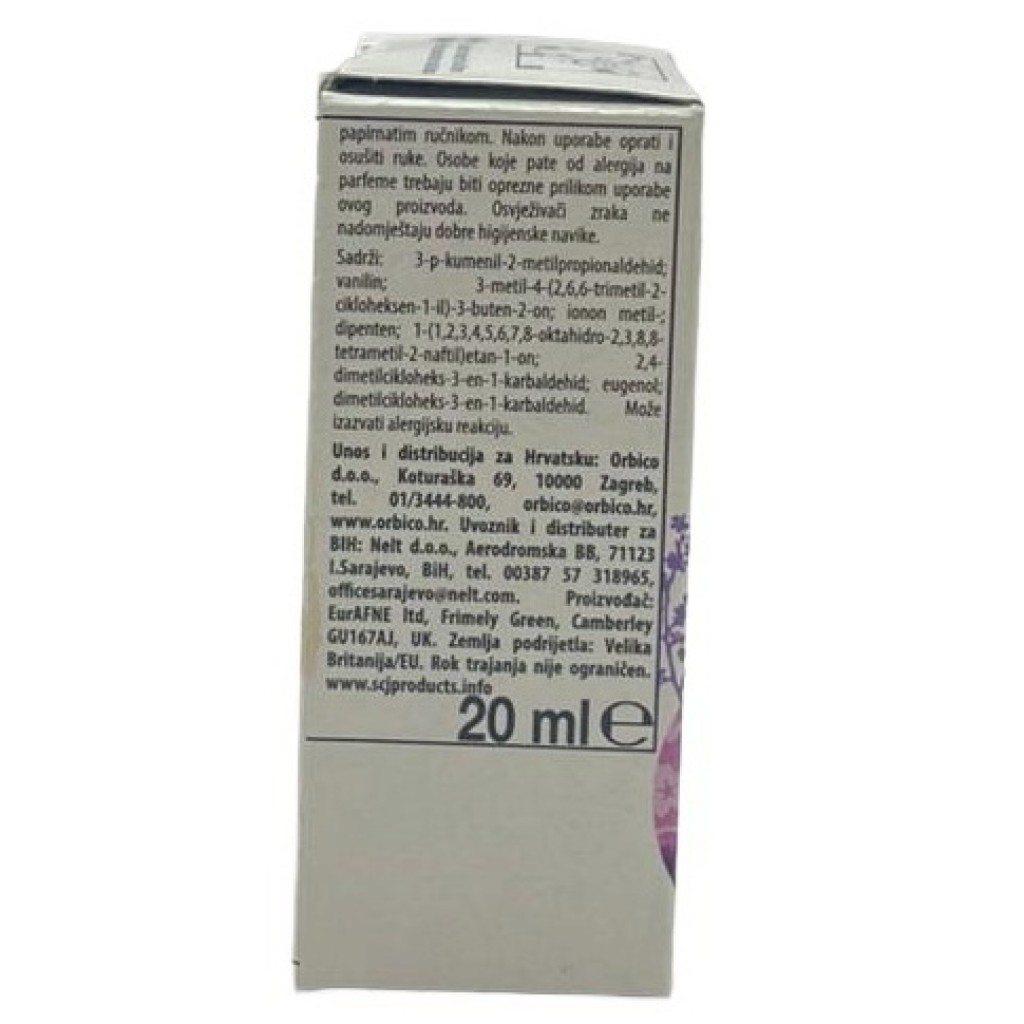 papirnatim ručnikom. Nakon uporabe oprati i
osušiti ruke. Osobe koje pate od alergija na
parfeme trebaju biti oprezne prilikom uporabe
ovog proizvoda. Osvježivači zraka ne
nadomještaju dobre higijenske navike.
Sadrži: 3-p-kumenil-2-metilpropionaldehid;
vanilin; 3-metil-4-(2,6,6-trimetil-2-
cikloheksen-1-il)-3-buten-2-on; ionon metil-;
dipenten; 1-(1,2,3,4,5,6,7,8-oktahidro-2,3,8,8-
tetrametil-2-naftil)etan-1-on; 2,4-
dimetilcikloheks-3-en-1-karbaldehid; eugenol;
dimetilcikloheks-3-en-1-karbaldehid. Može
izazvati alergijsku reakciju.
Unos i distribucija za Hrvatsku: Orbico
d.o.o., Koturaška 69, 10000 Zagreb,
tel. 01/3444-800, orbico@orbico.hr,
www.orbico.hr. Uvoznik i distributer za
BIH: Nelt d.o.o., Aerodromska BB, 71123
I.Sarajevo, BiH, tel. 00387 57 318965,
officesarajevo@nelt.com. Proizvođač:
EurAFNE ltd, Frimely Green, Camberley
GU167AJ, UK. Zemlja podrijetla: Velika
Britanija/EU. Rok trajanja nije ograničen.
www.scjproducts.info
20 ml e